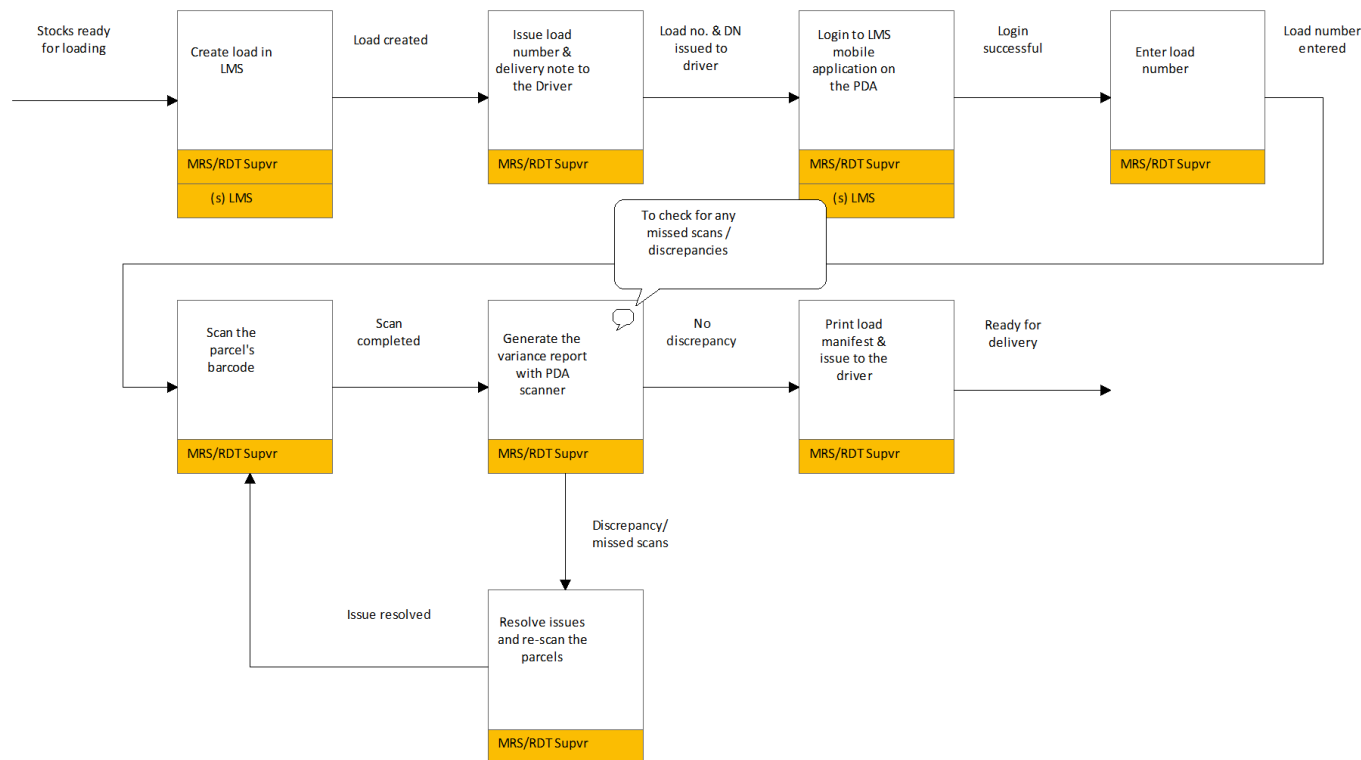 Stocks ready
for loading
Create load in
LMS
MRS/RDT Supvr
(s) LMS
Load created
Issue load
number &
delivery note to
the Driver
MRS/RDT Supvr
Load no. & DN
issued to
driver
Login to LMS
mobile
application on
the PDA
MRS/RDT Supvr
(s) LMS
Login
successful
Enter load
number
MRS/RDT Supvr
Load number
entered
To check for any
missed scans /
discrepancies
Scan the
parcel's
barcode
MRS/RDT Supvr
Scan
completed
Generate the
variance report
with PDA
scanner
MRS/RDT Supvr
No
discrepancy
Print load
manifest &
issue to the
driver
MRS/RDT Supvr
Ready for
delivery
Discrepancy/
missed scans
Resolve issues
and re-scan the
parcels
MRS/RDT Supvr
Issue resolved